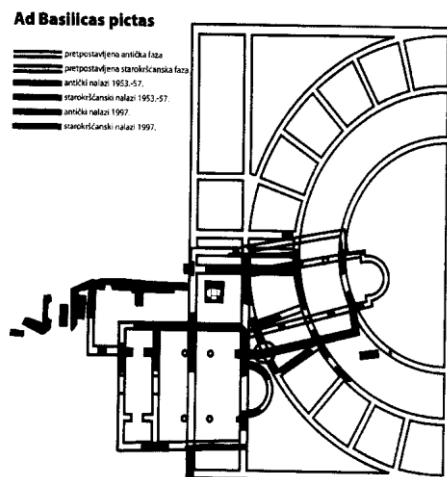 Ad Basilicas pictas
pretpostavljena antička faza
pretpostavljena starokršćanska faza
antički nalazi 1953.-57.
starokršćanski nalazi 1953.-57.
antički nalazi 1997.
starokršćanski nalazi 1997.